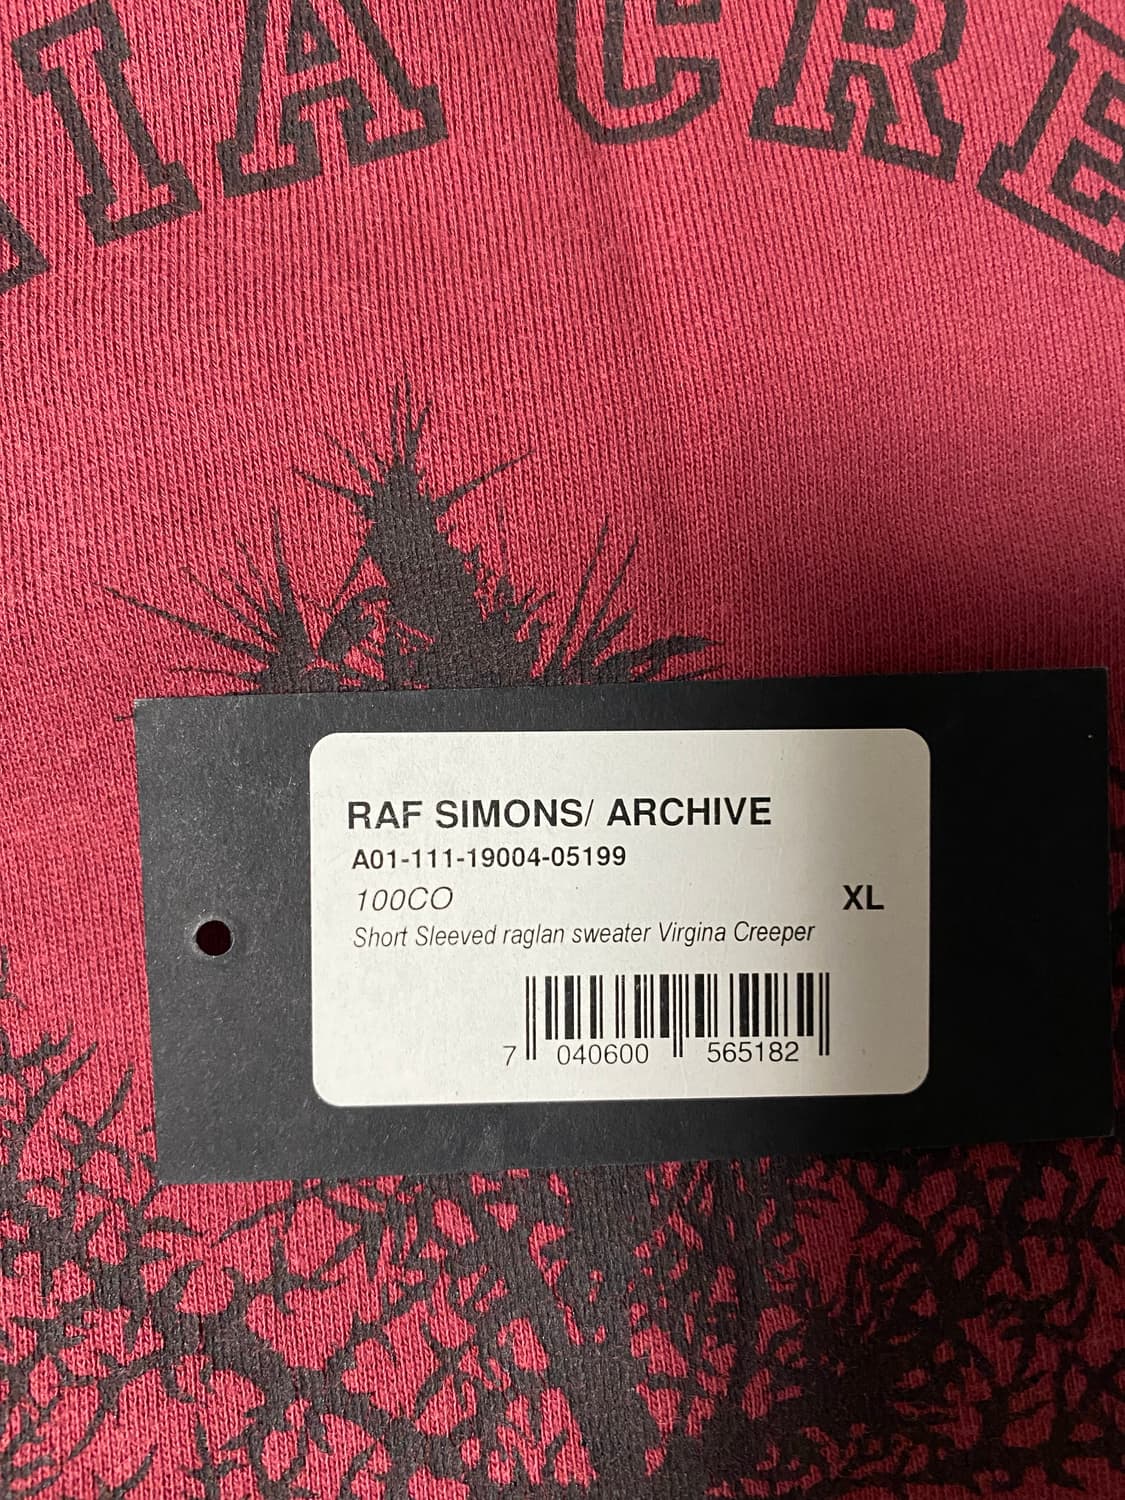 IA CRE
RAF SIMONS/ ARCHIVE
A01-111-19004-05199
100CO
XL
Short Sleeved raglan sweater Virgina Creeper
7 040600 565182